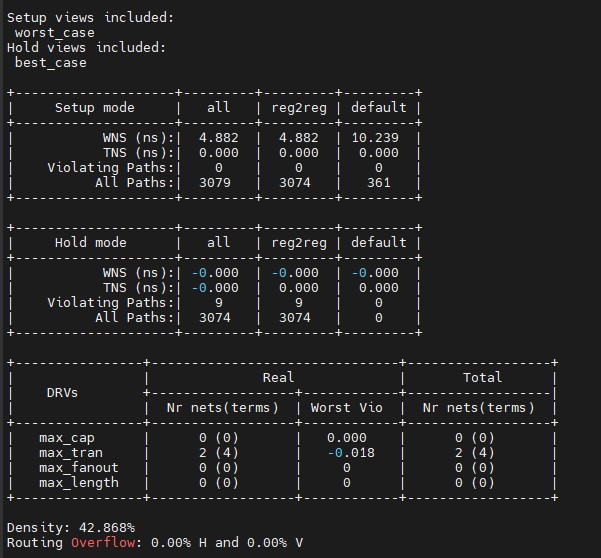 Setup views included:
 worst_case
Hold views included:
 best_case

+--------------------+---------+---------+---------+
|     Setup mode     |   all   | reg2reg | default |
+--------------------+---------+---------+---------+
|           WNS (ns):|  4.882  |  4.882  | 10.239  |
|           TNS (ns):|  0.000  |  0.000  |  0.000  |
|    Violating Paths:|    0    |    0    |    0    |
|          All Paths:|  3079   |  3074   |   361   |
+--------------------+---------+---------+---------+

+--------------------+---------+---------+---------+
|     Hold mode      |   all   | reg2reg | default |
+--------------------+---------+---------+---------+
|           WNS (ns):| -0.000  | -0.000  | -0.000  |
|           TNS (ns):| -0.000  |  0.000  |  0.000  |
|    Violating Paths:|    9    |    9    |    0    |
|          All Paths:|  3074   |  3074   |    0    |
+--------------------+---------+---------+---------+

+----------------+-------------------------------+------------------+
|                |              Real             |       Total      |
|    DRVs        +------------------+------------+------------------|
|                |  Nr nets(terms)  | Worst Vio  |  Nr nets(terms)  |
+----------------+------------------+------------+------------------+
|   max_cap      |      0 (0)       |   0.000    |      0 (0)       |
|   max_tran     |      2 (4)       |   -0.018   |      2 (4)       |
|   max_fanout   |      0 (0)       |     0      |      0 (0)       |
|   max_length   |      0 (0)       |     0      |      0 (0)       |
+----------------+------------------+------------+------------------+

Density: 42.868%
Routing Overflow: 0.00% H and 0.00% V